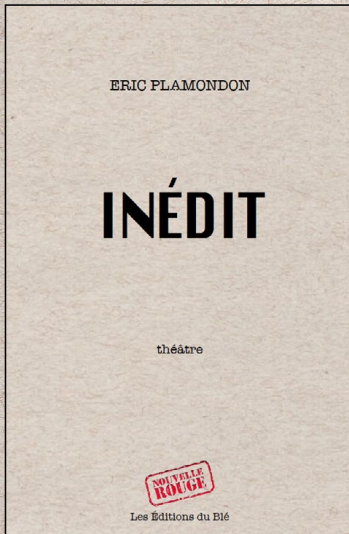 ERIC PLAMONDON
INÉDIT
théâtre
NOUVELLE
ROUGE
Les Éditions du Blé